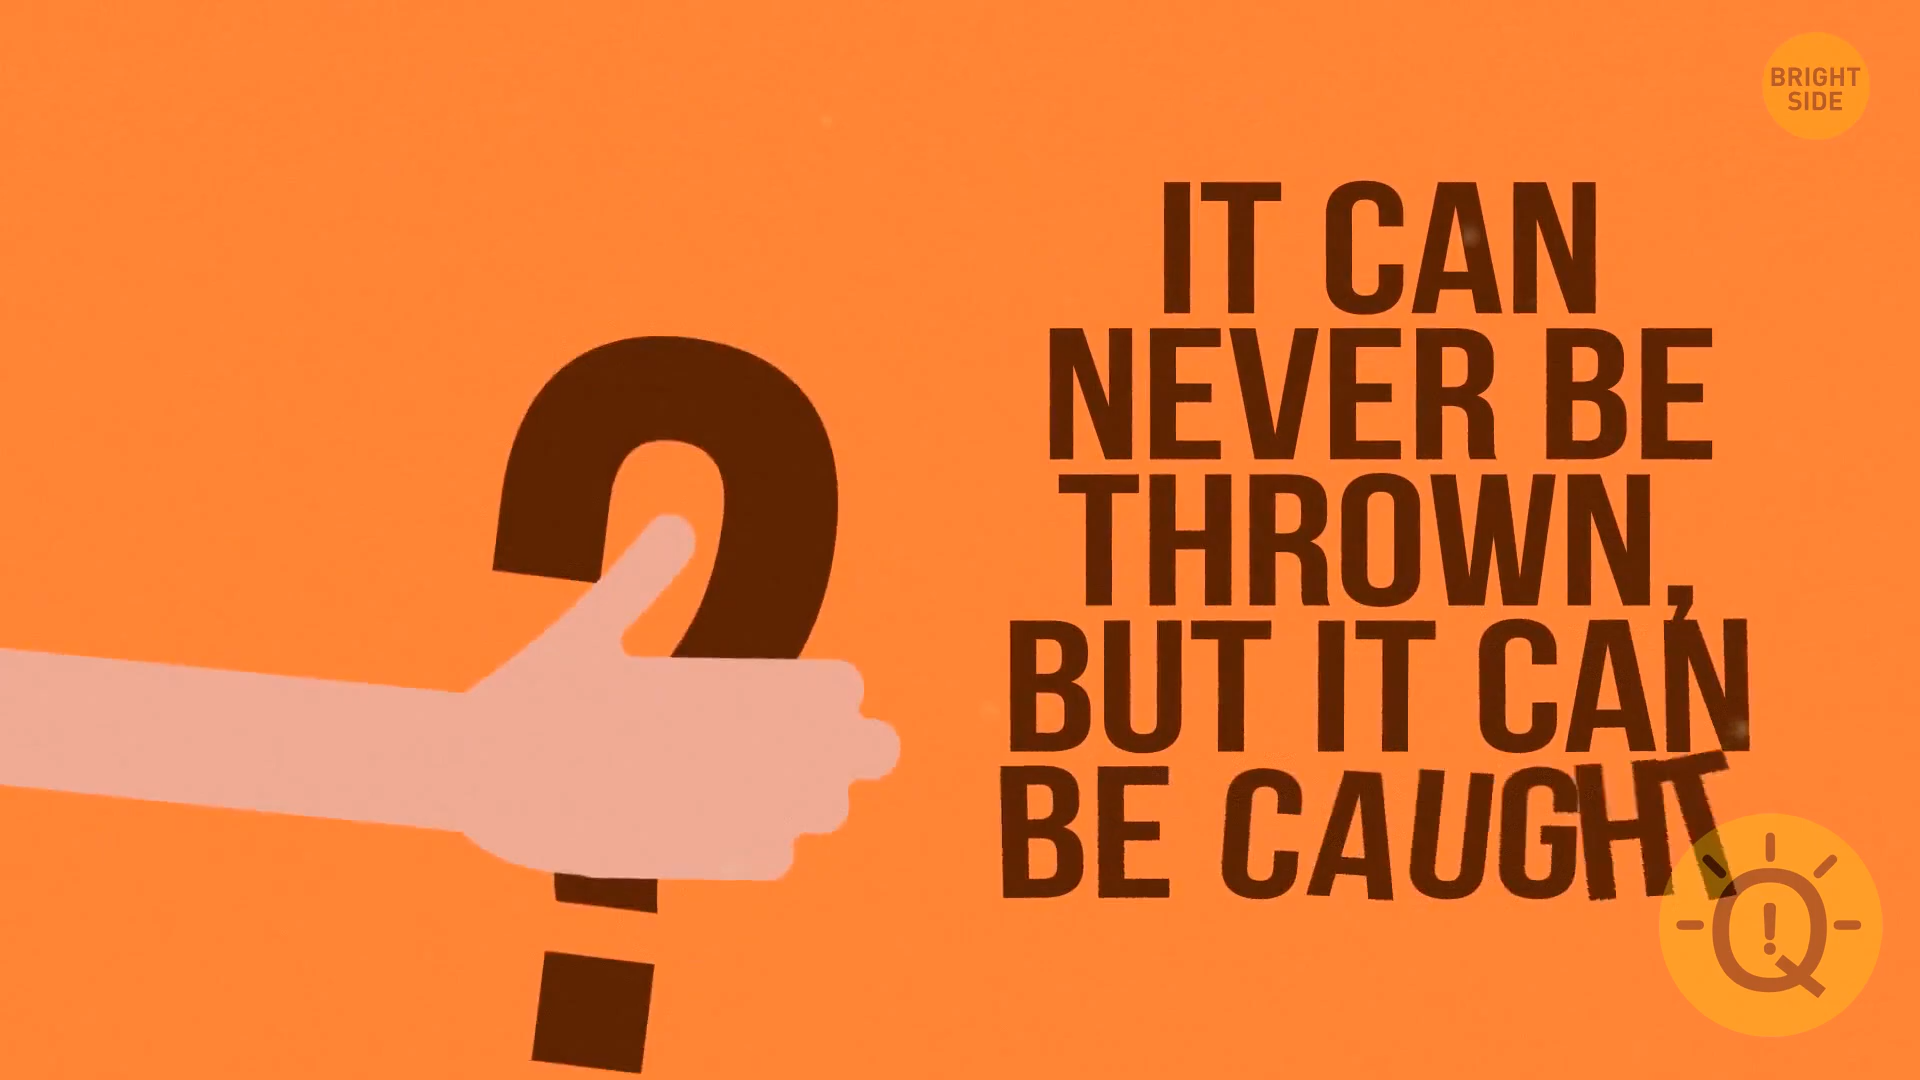 BRIGHT
SIDE
IT CAN
NEVER BE
THROWN,
BUT IT CAN
BE CAUGHT
Q!